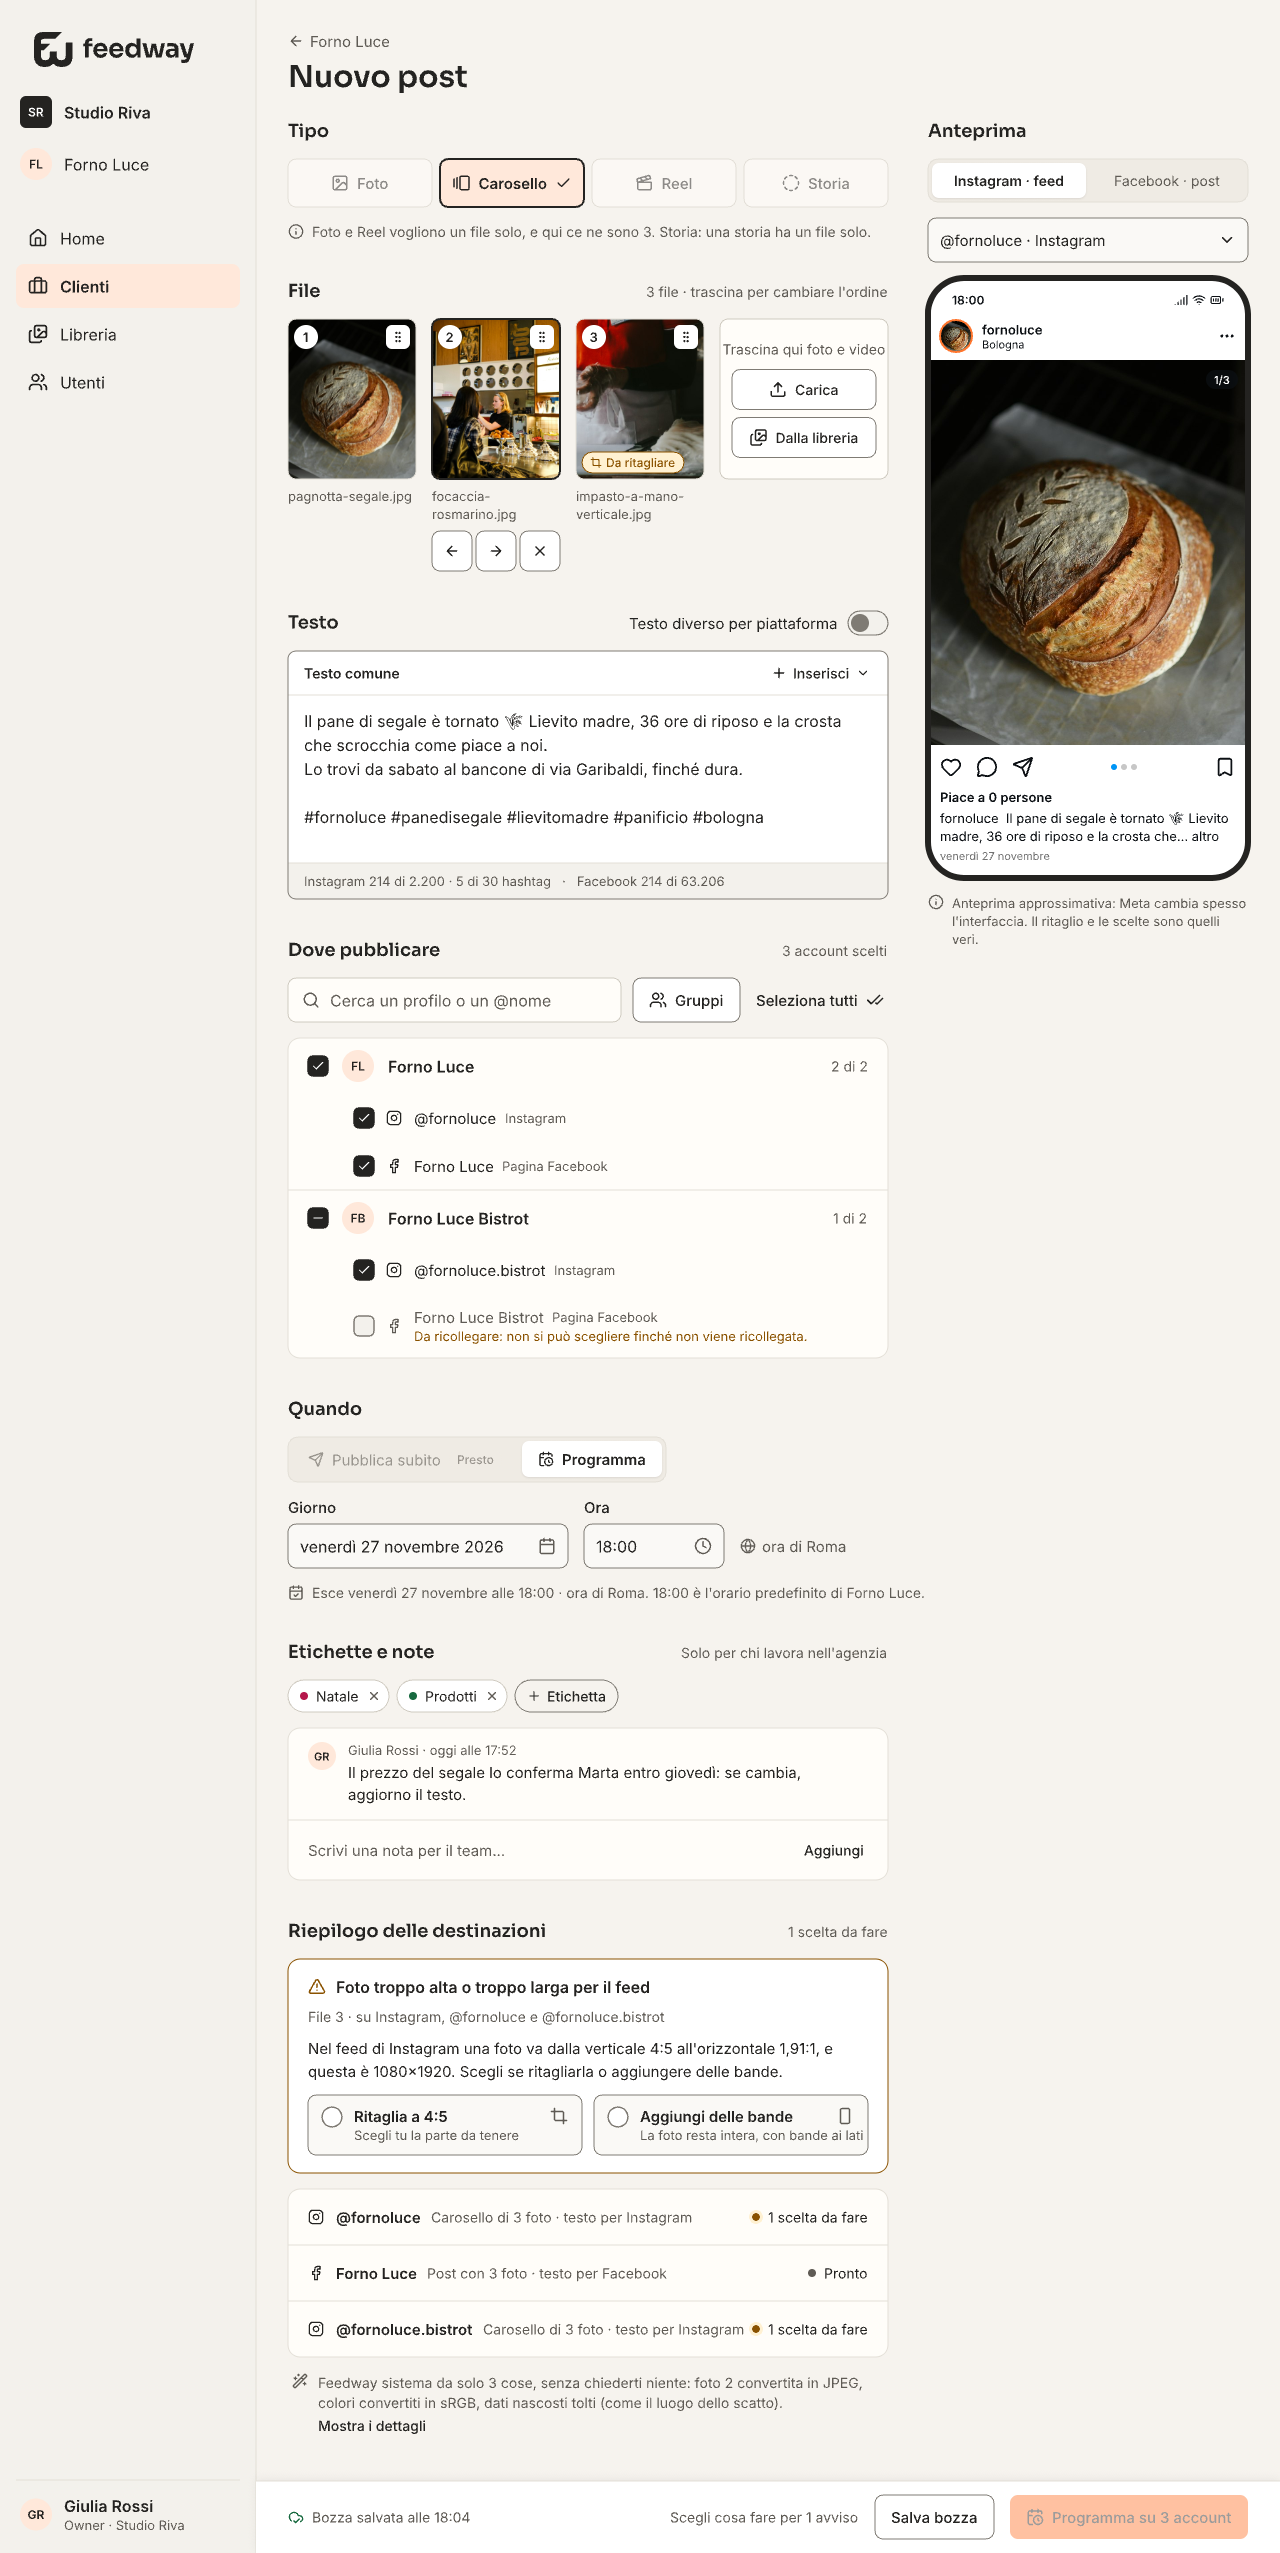 feedway
SR Studio Riva
FL Forno Luce
Home
Clienti
Libreria
Utenti
GR Giulia Rossi
Owner · Studio Riva
Forno Luce
Nuovo post
Tipo
Foto
Carosello
Reel
Storia
Foto e Reel vogliono un file solo, e qui ce ne sono 3. Storia: una storia ha un file solo.
File
3 file · trascina per cambiare l'ordine
1
2
3
Da ritagliare
Trascina qui foto e video
Carica
Dalla libreria
pagnotta-segale.jpg
focaccia-
rosmarino.jpg
impasto-a-mano-
verticale.jpg
Testo
Testo diverso per piattaforma
Testo comune
Inserisci
Il pane di segale è tornato 🌾 Lievito madre, 36 ore di riposo e la crosta
che scrocchia come piace a noi.
Lo trovi da sabato al bancone di via Garibaldi, finché dura.
#fornoluce #panedisegale #lievitomadre #panificio #bologna
Instagram 214 di 2.200 · 5 di 30 hashtag · Facebook 214 di 63.206
Dove pubblicare
3 account scelti
Cerca un profilo o un @nome
Gruppi
Seleziona tutti
FL Forno Luce
2 di 2
@fornoluce Instagram
Forno Luce Pagina Facebook
FB Forno Luce Bistrot
1 di 2
@fornoluce.bistrot Instagram
Forno Luce Bistrot Pagina Facebook
Da ricollegare: non si può scegliere finché non viene ricollegata.
Quando
Pubblica subito Presto
Programma
Giorno
Ora
venerdì 27 novembre 2026
18:00
ora di Roma
Esce venerdì 27 novembre alle 18:00 · ora di Roma. 18:00 è l'orario predefinito di Forno Luce.
Etichette e note
Solo per chi lavora nell'agenzia
Natale
Prodotti
Etichetta
GR Giulia Rossi · oggi alle 17:52
Il prezzo del segale lo conferma Marta entro giovedì: se cambia,
aggiorno il testo.
Scrivi una nota per il team...
Aggiungi
Riepilogo delle destinazioni
1 scelta da fare
Foto troppo alta o troppo larga per il feed
File 3 · su Instagram, @fornoluce e @fornoluce.bistrot
Nel feed di Instagram una foto va dalla verticale 4:5 all'orizzontale 1,91:1, e
questa è 1080×1920. Scegli se ritagliarla o aggiungere delle bande.
Ritaglia a 4:5
Scegli tu la parte da tenere
Aggiungi delle bande
La foto resta intera, con bande ai lati
@fornoluce Carosello di 3 foto · testo per Instagram
1 scelta da fare
Forno Luce Post con 3 foto · testo per Facebook
Pronto
@fornoluce.bistrot Carosello di 3 foto · testo per Instagram
1 scelta da fare
Feedway sistema da solo 3 cose, senza chiederti niente: foto 2 convertita in JPEG,
colori convertiti in sRGB, dati nascosti tolti (come il luogo dello scatto).
Mostra i dettagli
Bozza salvata alle 18:04
Scegli cosa fare per 1 avviso
Salva bozza
Programma su 3 account
Anteprima
Instagram · feed
Facebook · post
@fornoluce · Instagram
18:00
fornoluce
Bologna
1/3
Piace a 0 persone
fornoluce Il pane di segale è tornato 🌾 Lievito
madre, 36 ore di riposo e la crosta che... altro
venerdì 27 novembre
Anteprima approssimativa: Meta cambia spesso
l'interfaccia. Il ritaglio e le scelte sono quelli
veri.